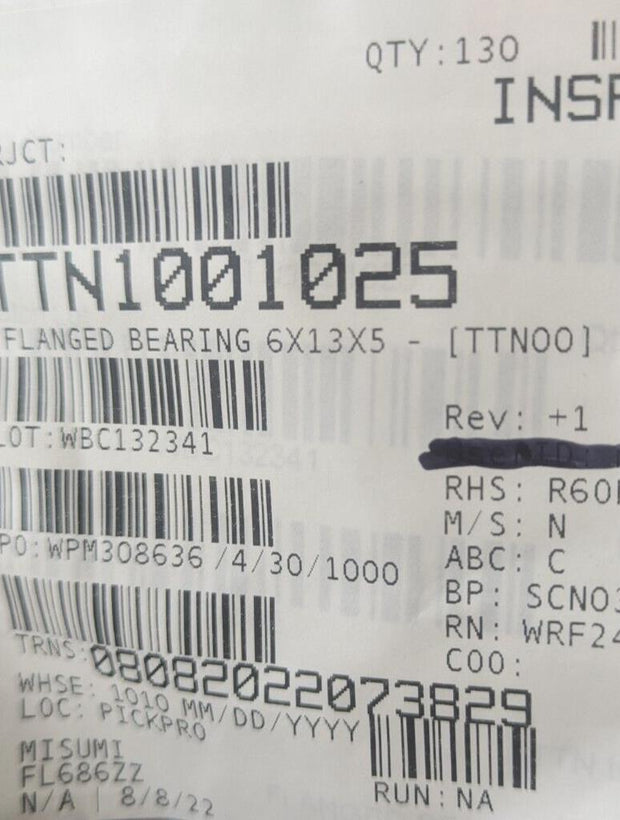 QTY:130
INSP
RJCT:
TTN1001025
FLANGED BEARING 6X13X5 - [TTN00]
Rev: +1
LOT:WBC132341
RHS: R60
M/S: N
PO:WPM308636 /4/30/1000
ABC: C
BP: SCN03
RN: WRF24
COO:
TRNS:08082022073829
WHSE: 1010 MM/DD/YYYY
LOC: PICKPRO
MISUMI
FL686ZZ
N/A | 8/8/22
RUN:NA